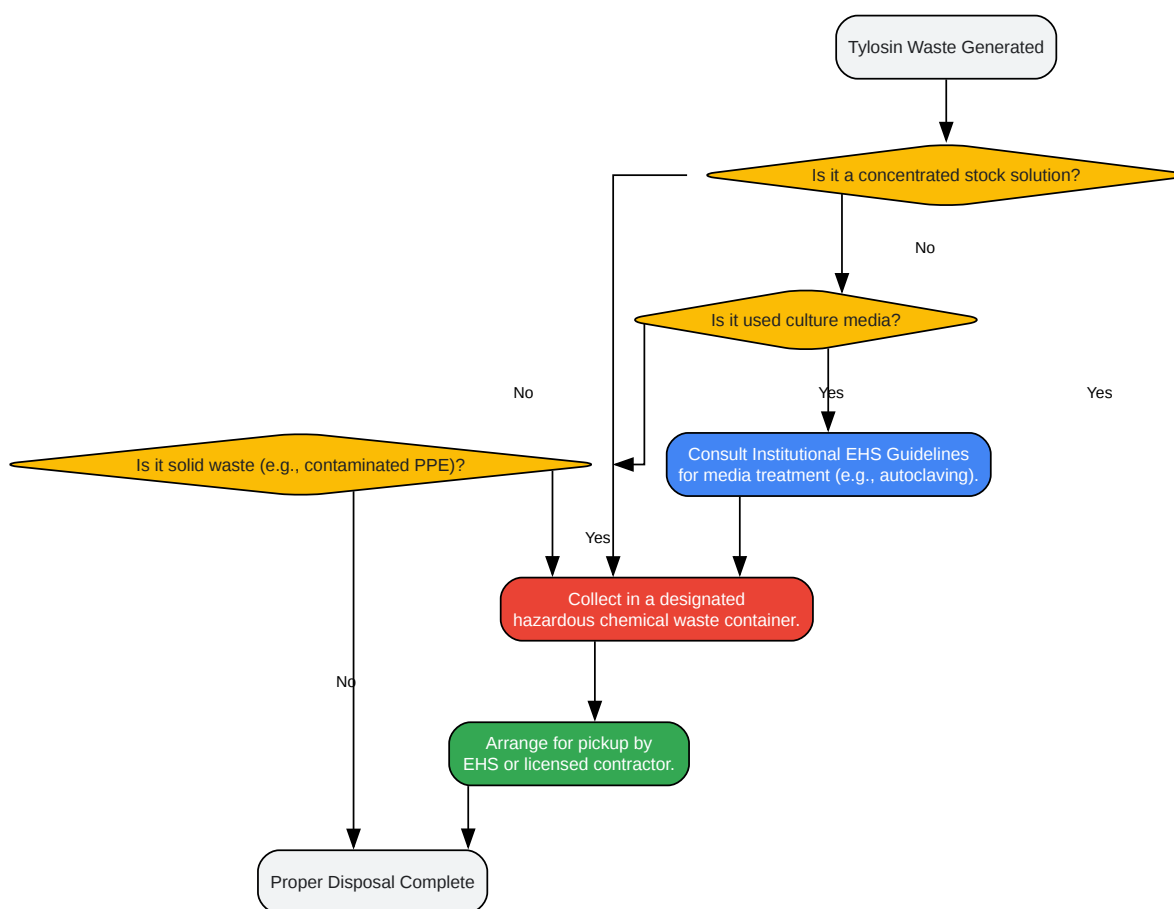 Tylosin Waste Generated
Is it a concentrated stock solution?
No
Is it used culture media?
No
Yes
Yes
Is it solid waste (e.g., contaminated PPE)?
Consult Institutional EHS Guidelines
for media treatment (e.g., autoclaving).
Yes
Collect in a designated
hazardous chemical waste container.
No
Arrange for pickup by
EHS or licensed contractor.
Proper Disposal Complete